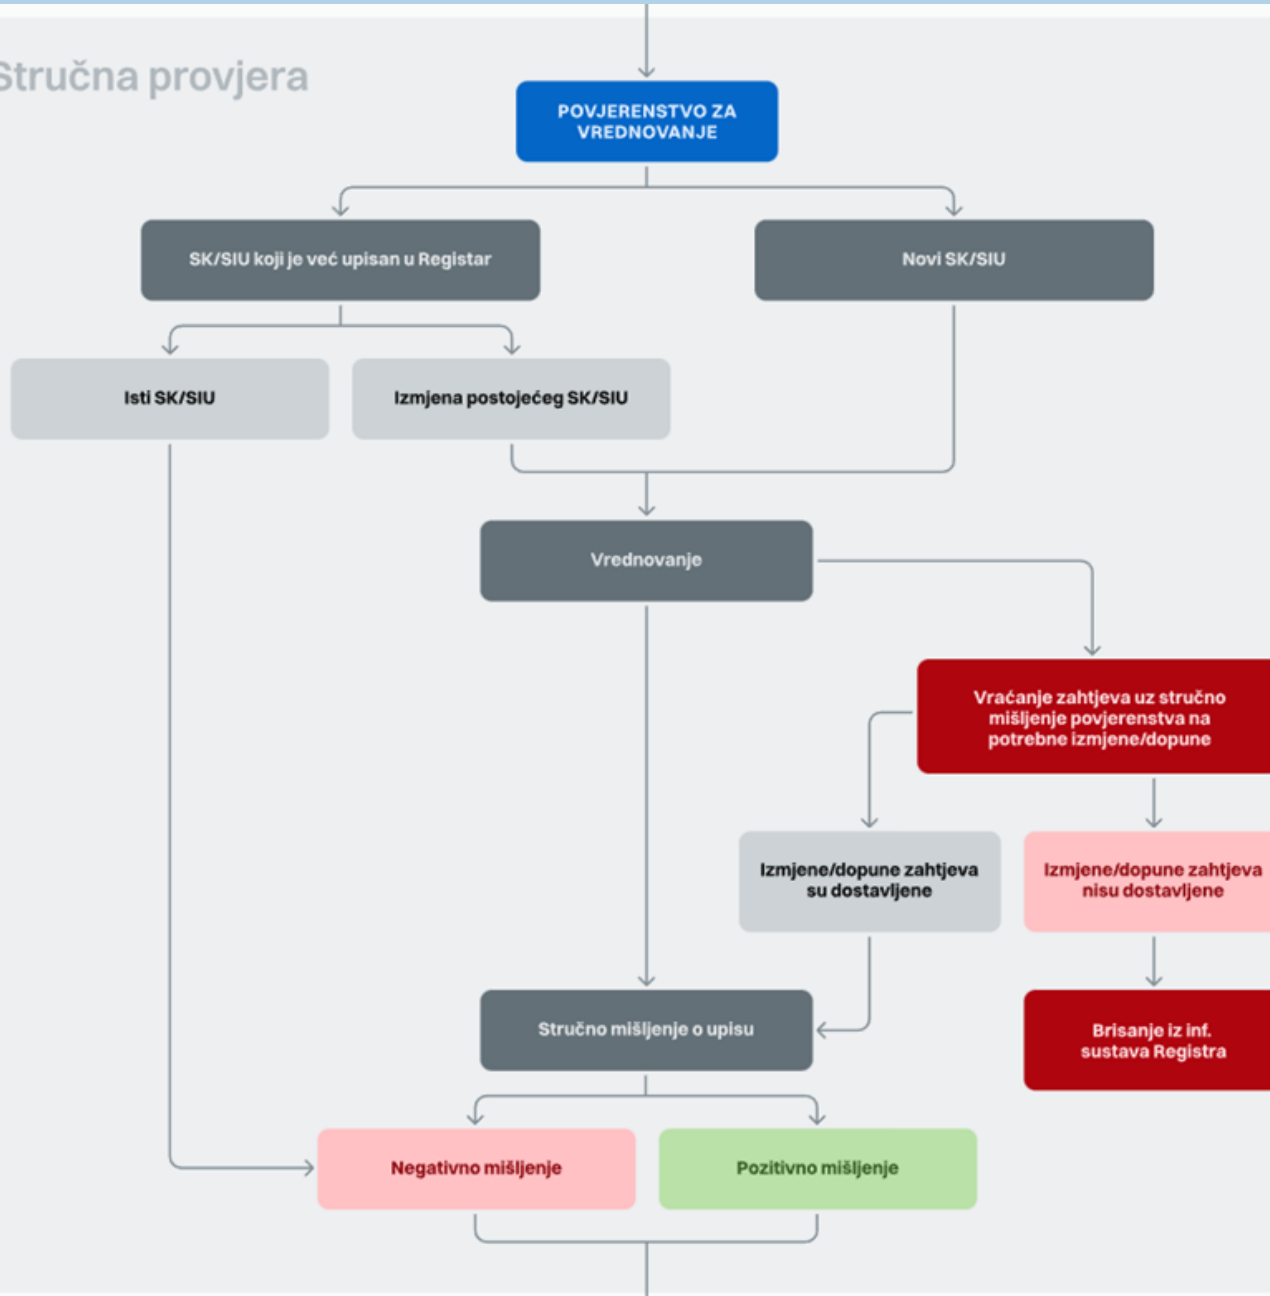 Stručna provjera
POVJERENSTVO ZA
VREDNOVANJE
SK/SIU koji je već upisan u Registar
Novi SK/SIU
Isti SK/SIU
Izmjena postojećeg SK/SIU
Vrednovanje
Vraćanje zahtjeva uz stručno
mišljenje povjerenstva na
potrebne izmjene/dopune
Izmjene/dopune zahtjeva
su dostavljene
Izmjene/dopune zahtjeva
nisu dostavljene
Stručno mišljenje o upisu
Brisanje iz inf.
sustava Registra
Negativno mišljenje
Pozitivno mišljenje